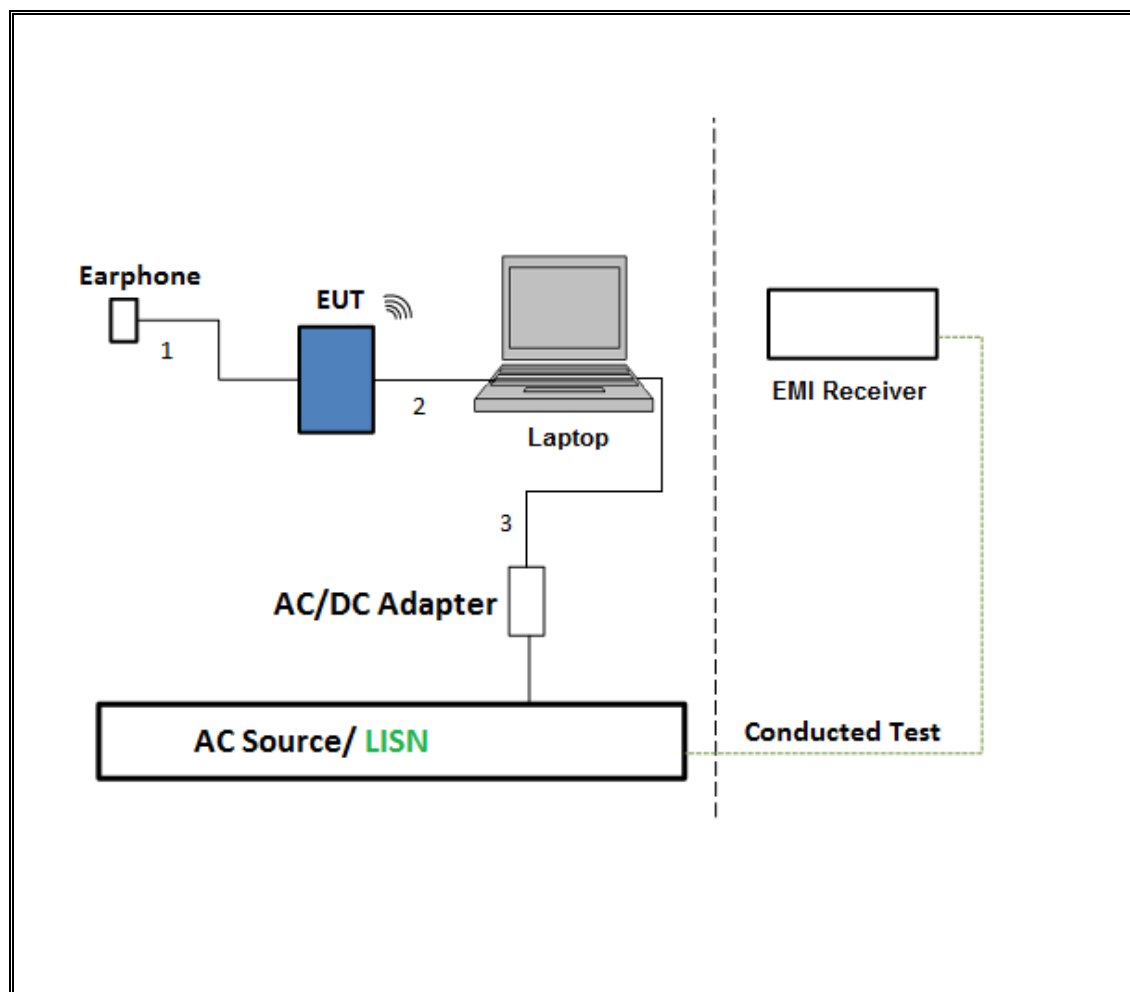 Earphone
EUT
1
2
Laptop
EMI Receiver
3
AC/DC Adapter
AC Source/ LISN
Conducted Test